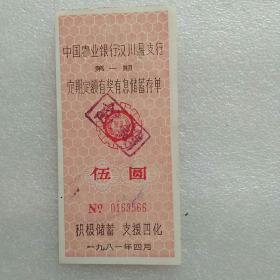 中国农业银行汉川县支行
第一期
定期定额有奖有息储蓄存单
伍圆
No 0163566
积极储蓄 支援四化
一九八一年四月